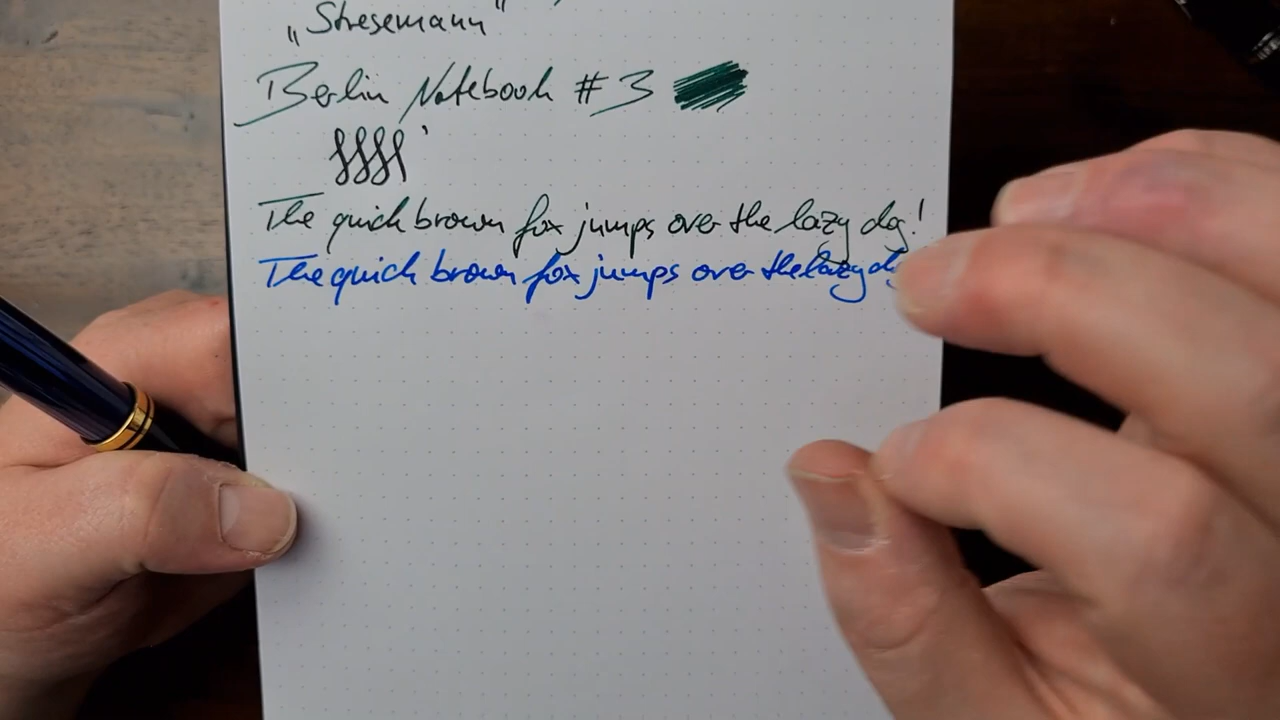 „Stresemann"
Berlin Notebook #3
The quick brown fox jumps over the lazy dog!
The quick brown fox jumps over the lazy